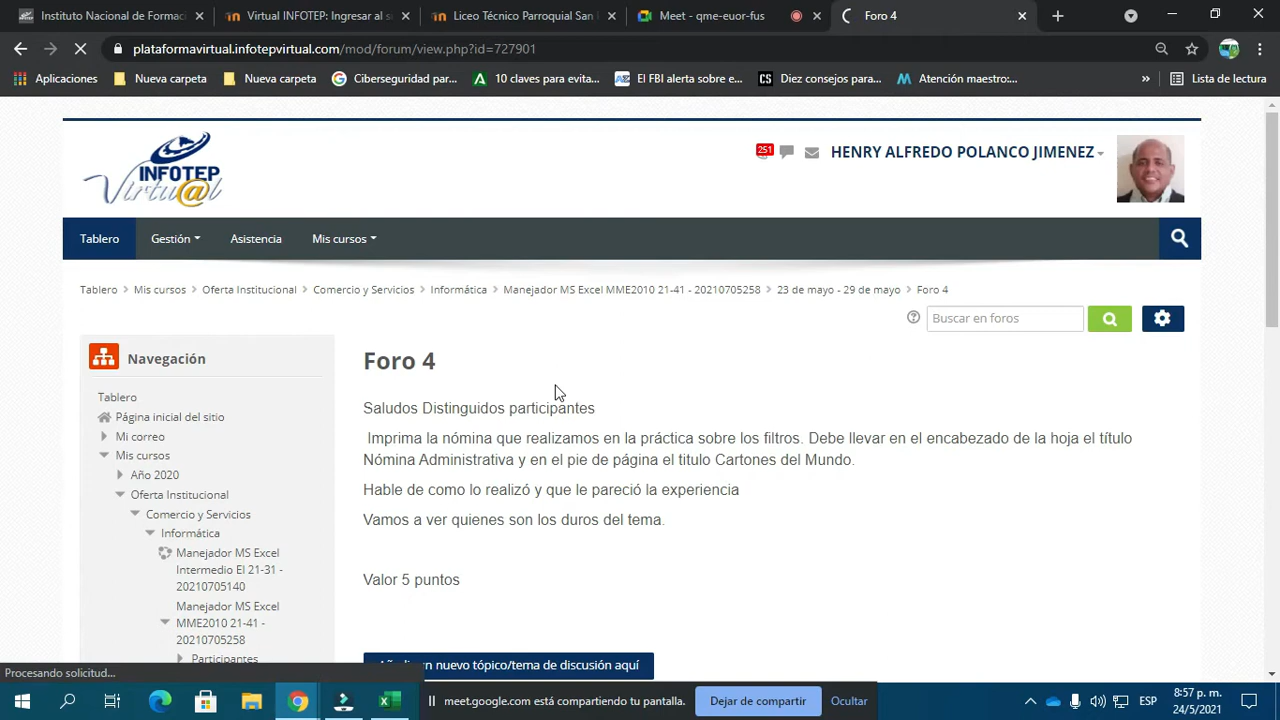 Instituto Nacional de Formaci
Virtual INFOTEP: Ingresar al s
Liceo Técnico Parroquial San
Meet - qme-euor-fuc
Foro 4
plataformavirtual.infotepvirtual.com/mod/forum/view.php?id=727901
Aplicaciones
Nueva carpeta
Nueva carpeta
Ciberseguridad par...
10 claves para evita...
El FBI alerta sobre e...
Diez consejos para...
Atención maestro:...
»
Lista de lectura
INFOTEP
Virtu@l
251
HENRY ALFREDO POLANCO JIMENEZ
Tablero
Gestión
Asistencia
Mis cursos
Tablero > Mis cursos > Oferta Institucional > Comercio y Servicios > Informática > Manejador MS Excel MME2010 21-41 - 20210705258 > 23 de mayo - 29 de mayo > Foro 4
Buscar en foros
Navegación
Tablero
Página inicial del sitio
Mi correo
Mis cursos
Año 2020
Oferta Institucional
Comercio y Servicios
Informática
Manejador MS Excel
Intermedio EI 21-31 -
20210705140
Manejador MS Excel
MME2010 21-41 -
20210705258
Participantes
Foro 4
Saludos Distinguidos participantes
Imprima la nómina que realizamos en la práctica sobre los filtros. Debe llevar en el encabezado de la hoja el título
Nómina Administrativa y en el pie de página el titulo Cartones del Mundo.
Hable de como lo realizó y que le pareció la experiencia
Vamos a ver quienes son los duros del tema.
Valor 5 puntos
Añadir un nuevo tópico/tema de discusión aquí
Procesando solicitud...
meet.google.com está compartiendo tu pantalla.
Dejar de compartir
Ocultar
ESP
8:57 p. m.
24/5/2021